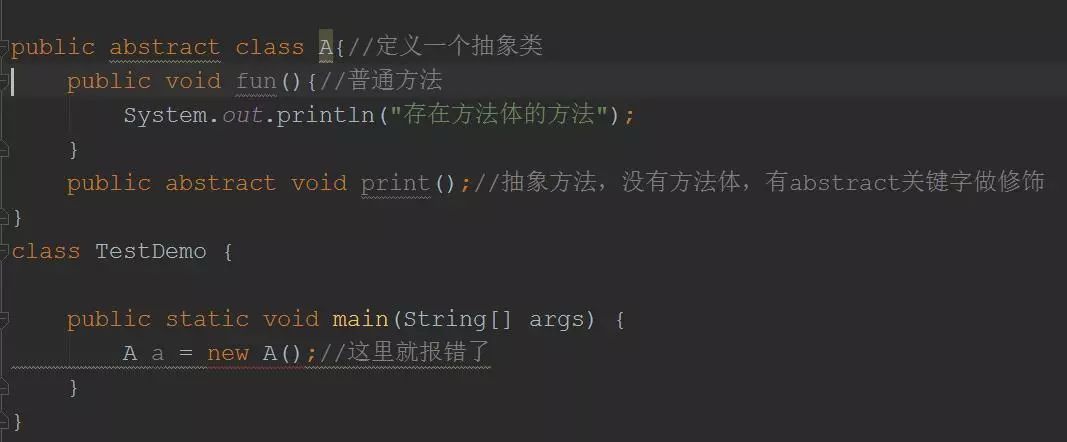 public abstract class A{//定义一个抽象类
    public void fun(){//普通方法
        System.out.println("存在方法体的方法");
    }
    public abstract void print();//抽象方法，没有方法体，有abstract关键字做修饰
}
class TestDemo {
    public static void main(String[] args) {
        A a = new A();//这里就报错了
    }
}